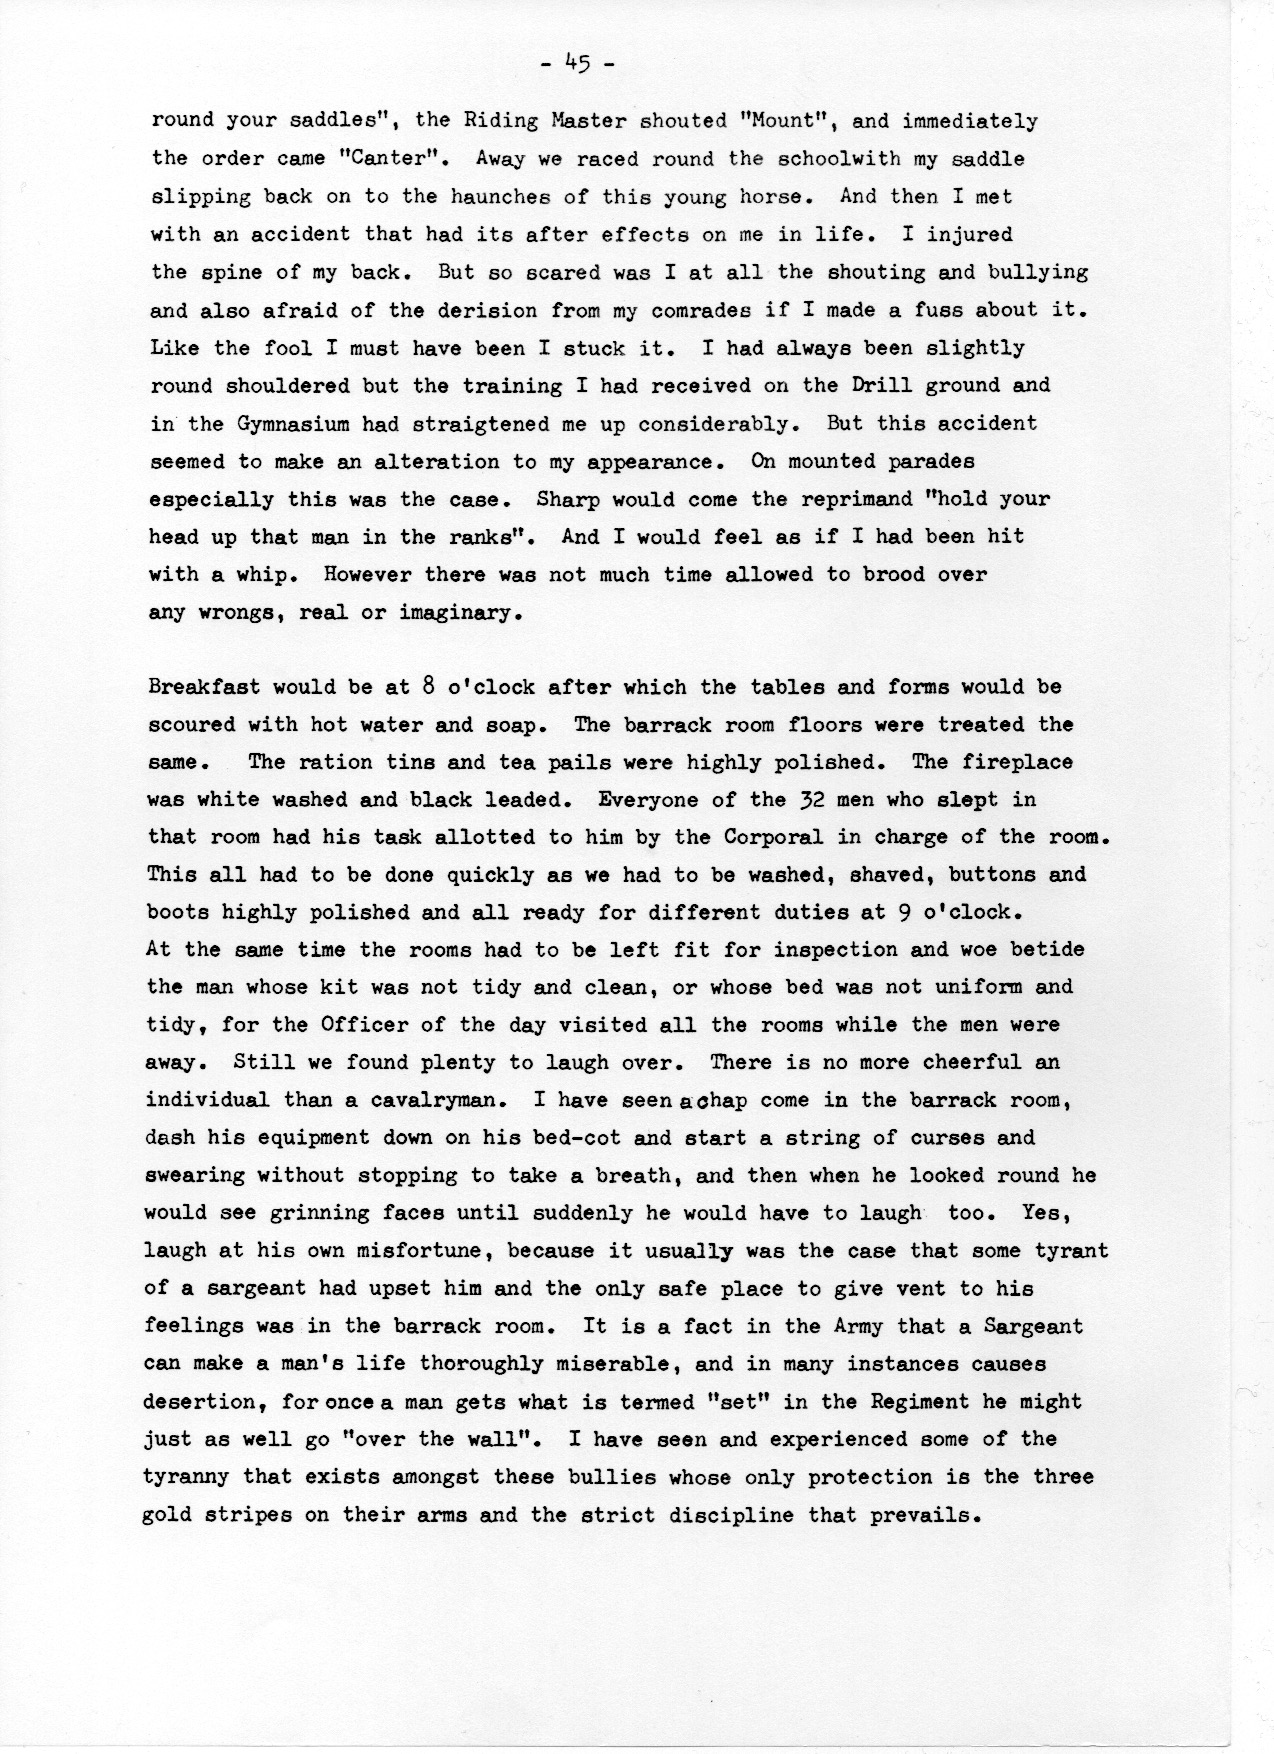 - 45 -
round your saddles", the Riding Master shouted "Mount", and immediately
the order came "Canter". Away we raced round the schoolwith my saddle
slipping back on to the haunches of this young horse. And then I met
with an accident that had its after effects on me in life. I injured
the spine of my back. But so scared was I at all the shouting and bullying
and also afraid of the derision from my comrades if I made a fuss about it.
Like the fool I must have been I stuck it. I had always been slightly
round shouldered but the training I had received on the Drill ground and
in the Gymnasium had straigtened me up considerably. But this accident
seemed to make an alteration to my appearance. On mounted parades
especially this was the case. Sharp would come the reprimand "hold your
head up that man in the ranks". And I would feel as if I had been hit
with a whip. However there was not much time allowed to brood over
any wrongs, real or imaginary.

Breakfast would be at 8 o'clock after which the tables and forms would be
scoured with hot water and soap. The barrack room floors were treated the
same. The ration tins and tea pails were highly polished. The fireplace
was white washed and black leaded. Everyone of the 32 men who slept in
that room had his task allotted to him by the Corporal in charge of the room.
This all had to be done quickly as we had to be washed, shaved, buttons and
boots highly polished and all ready for different duties at 9 o'clock.
At the same time the rooms had to be left fit for inspection and woe betide
the man whose kit was not tidy and clean, or whose bed was not uniform and
tidy, for the Officer of the day visited all the rooms while the men were
away. Still we found plenty to laugh over. There is no more cheerful an
individual than a cavalryman. I have seen a chap come in the barrack room,
dash his equipment down on his bed-cot and start a string of curses and
swearing without stopping to take a breath, and then when he looked round he
would see grinning faces until suddenly he would have to laugh too. Yes,
laugh at his own misfortune, because it usually was the case that some tyrant
of a sargeant had upset him and the only safe place to give vent to his
feelings was in the barrack room. It is a fact in the Army that a Sargeant
can make a man's life thoroughly miserable, and in many instances causes
desertion, for once a man gets what is termed "set" in the Regiment he might
just as well go "over the wall". I have seen and experienced some of the
tyranny that exists amongst these bullies whose only protection is the three
gold stripes on their arms and the strict discipline that prevails.